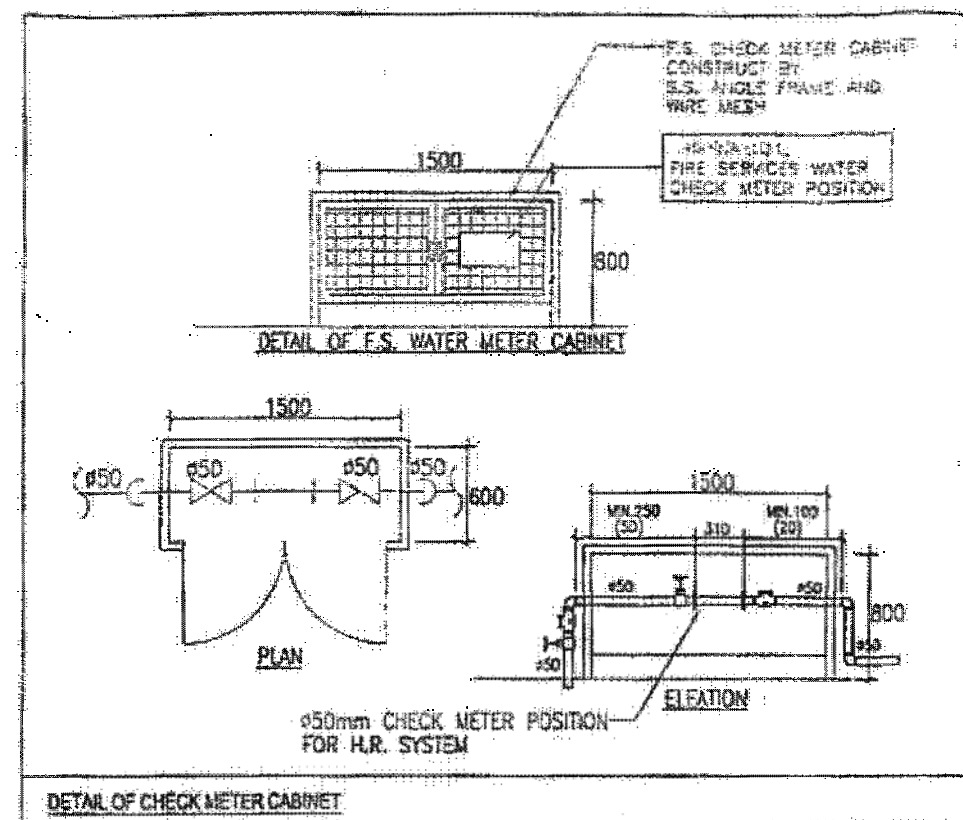 F.S. CHECK METER CABINET
CONSTRUCT BY
S.S. ANGLE FRAME AND
WIRE MESH
FIRE SERVICES WATER
CHECK METER POSITION
1500
800
DETAIL OF F.S. WATER METER CABINET
1500
ø50
ø50
ø50
ø50
600
PLAN
1500
MIN.250
(5D)
310
MIN.100
(2D)
ø50
ø50
800
ø50
ø50
ELEATION
ø50mm CHECK METER POSITION
FOR H.R. SYSTEM
DETAIL OF CHECK METER CABINET